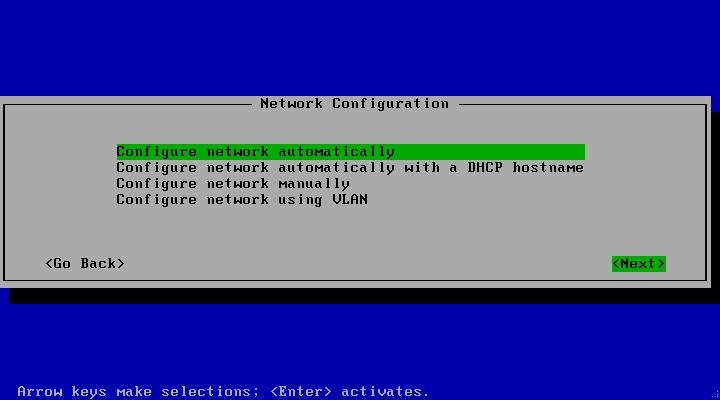 Network Configuration
Configure network automatically
Configure network automatically with a DHCP hostname
Configure network manually
Configure network using VLAN
<Go Back> <Next>
Arrow keys make selections; <Enter> activates.